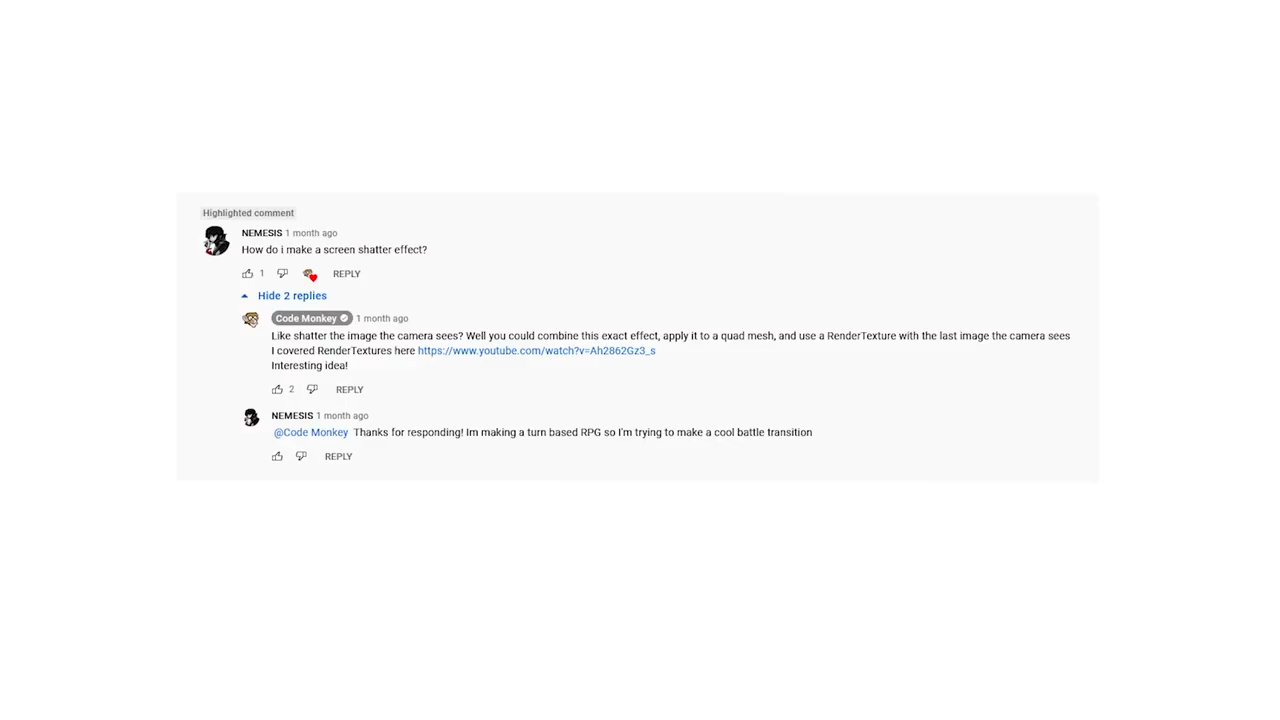 Highlighted comment
NEMESIS 1 month ago
How do i make a screen shatter effect?
1 REPLY
Hide 2 replies
Code Monkey 1 month ago
Like shatter the image the camera sees? Well you could combine this exact effect, apply it to a quad mesh, and use a RenderTexture with the last image the camera sees
I covered RenderTextures here https://www.youtube.com/watch?v=Ah2862Gz3_s
Interesting idea!
2 REPLY
NEMESIS 1 month ago
@Code Monkey Thanks for responding! Im making a turn based RPG so I'm trying to make a cool battle transition
REPLY